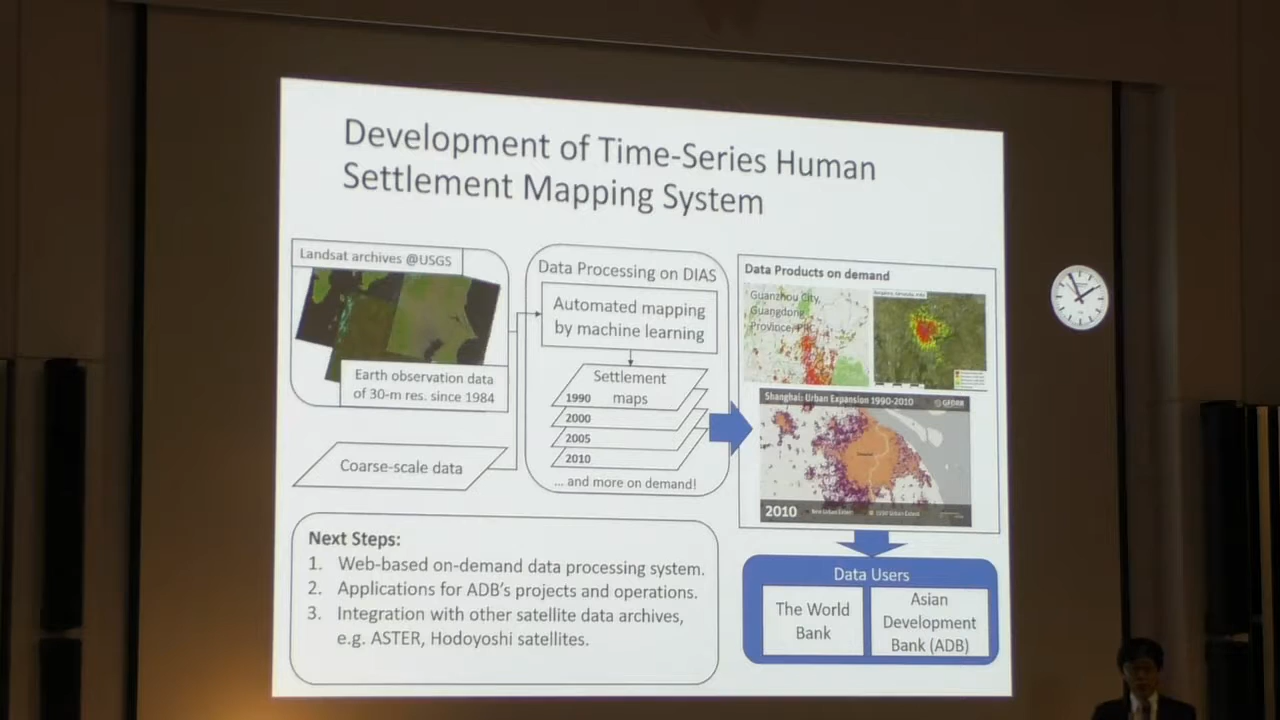 Development of Time-Series Human
Settlement Mapping System
Landsat archives @USGS
Earth observation data
of 30-m res. since 1984
Coarse-scale data
Data Processing on DIAS
Automated mapping
by machine learning
Settlement
maps
1990
2000
2005
2010
... and more on demand!
Data Products on demand
Guanzhou City,
Guangdong
Province, PRC
Shanghai: Urban Expansion 1990-2010
GFDRR
2010
New Urban Extent
Data Users
The World
Bank
Asian
Development
Bank (ADB)
Next Steps:
1. Web-based on-demand data processing system.
2. Applications for ADB's projects and operations.
3. Integration with other satellite data archives,
e.g. ASTER, Hodoyoshi satellites.